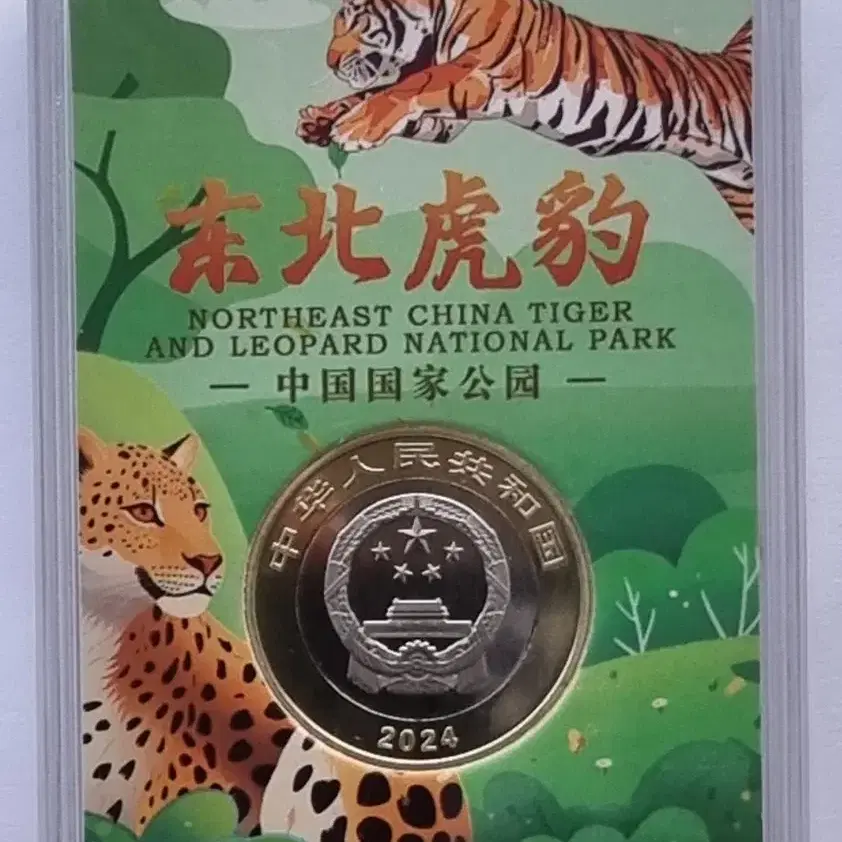 东北虎豹
NORTHEAST CHINA TIGER
AND LEOPARD NATIONAL PARK
— 中国国家公园 —
中华人民共和国
2024